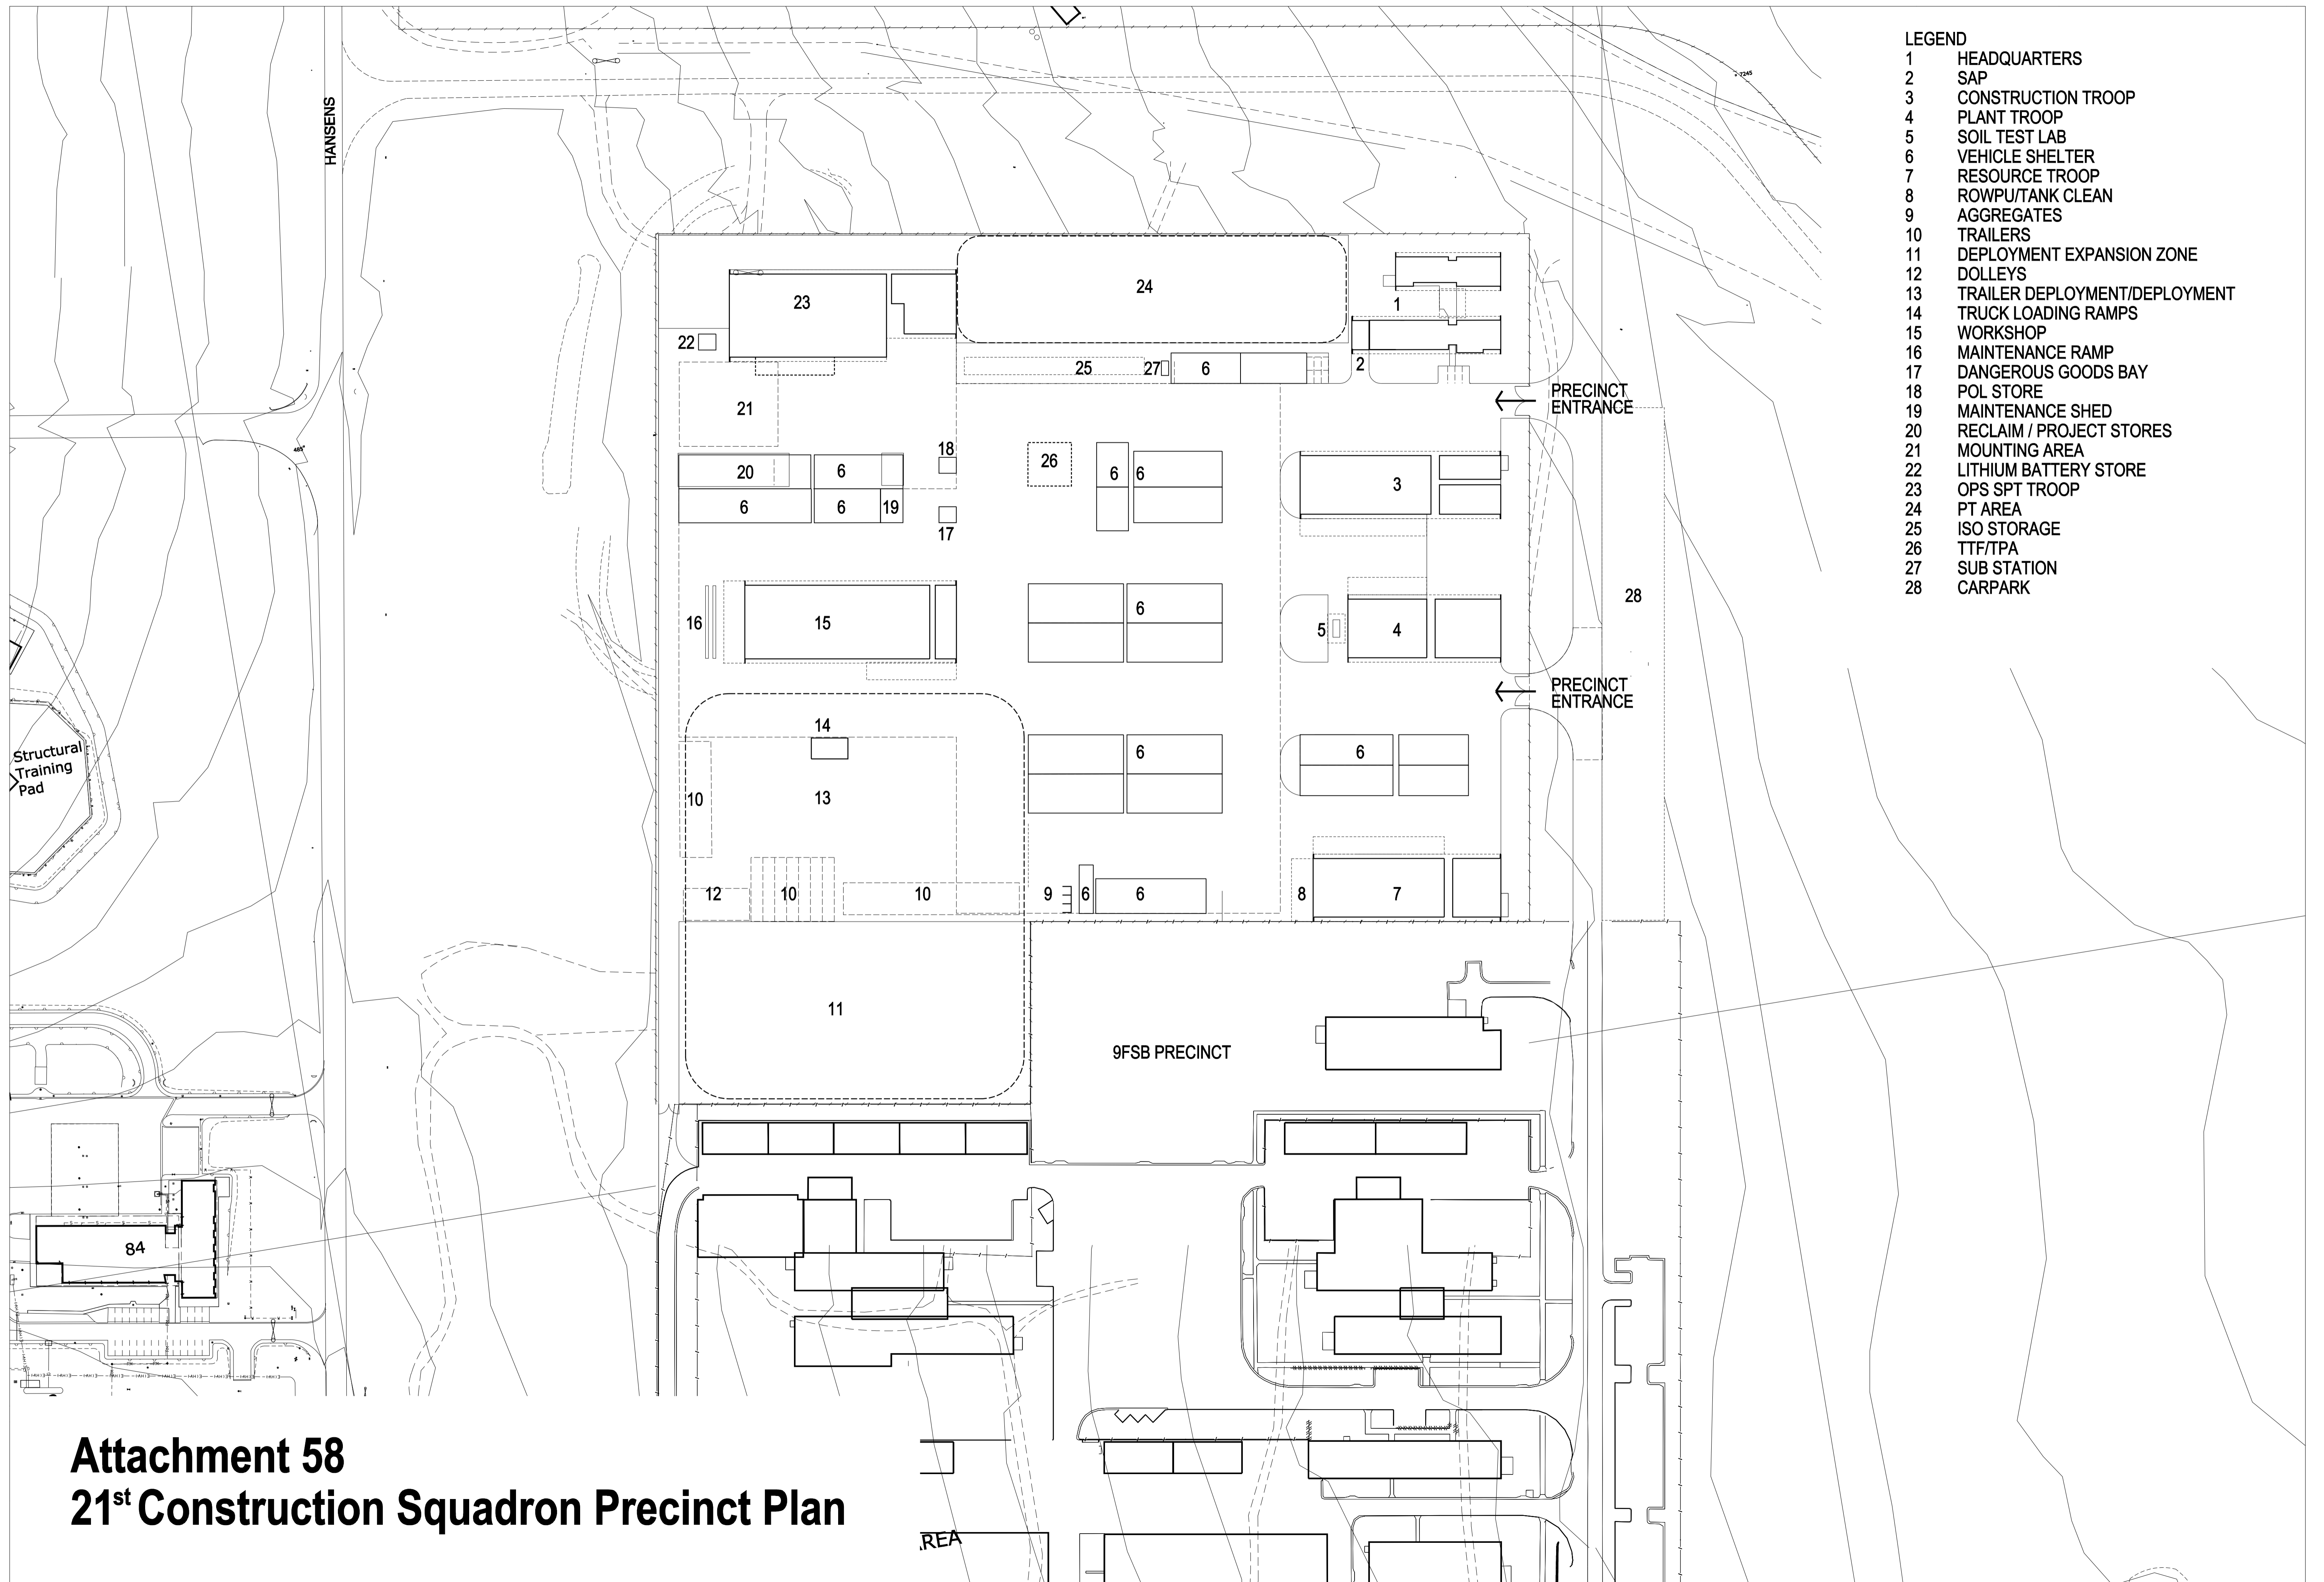 LEGEND
1 HEADQUARTERS
2 SAP
3 CONSTRUCTION TROOP
4 PLANT TROOP
5 SOIL TEST LAB
6 VEHICLE SHELTER
7 RESOURCE TROOP
8 ROWPU/TANK CLEAN
9 AGGREGATES
10 TRAILERS
11 DEPLOYMENT EXPANSION ZONE
12 DOLLEYS
13 TRAILER DEPLOYMENT/DEPLOYMENT
14 TRUCK LOADING RAMPS
15 WORKSHOP
16 MAINTENANCE RAMP
17 DANGEROUS GOODS BAY
18 POL STORE
19 MAINTENANCE SHED
20 RECLAIM / PROJECT STORES
21 MOUNTING AREA
22 LITHIUM BATTERY STORE
23 OPS SPT TROOP
24 PT AREA
25 ISO STORAGE
26 TTF/TPA
27 SUB STATION
28 CARPARK
7245
HANSENS
24
23
1
22
25
27
6
2
PRECINCT
ENTRANCE
21
18
26
6
6
20
6
3
6
6
19
17
28
6
16
15
5
4
PRECINCT
ENTRANCE
14
6
6
10
13
Structural
Training
Pad
12
10
10
9
6
6
8
7
11
9FSB PRECINCT
84
Attachment 58
21st Construction Squadron Precinct Plan
REA